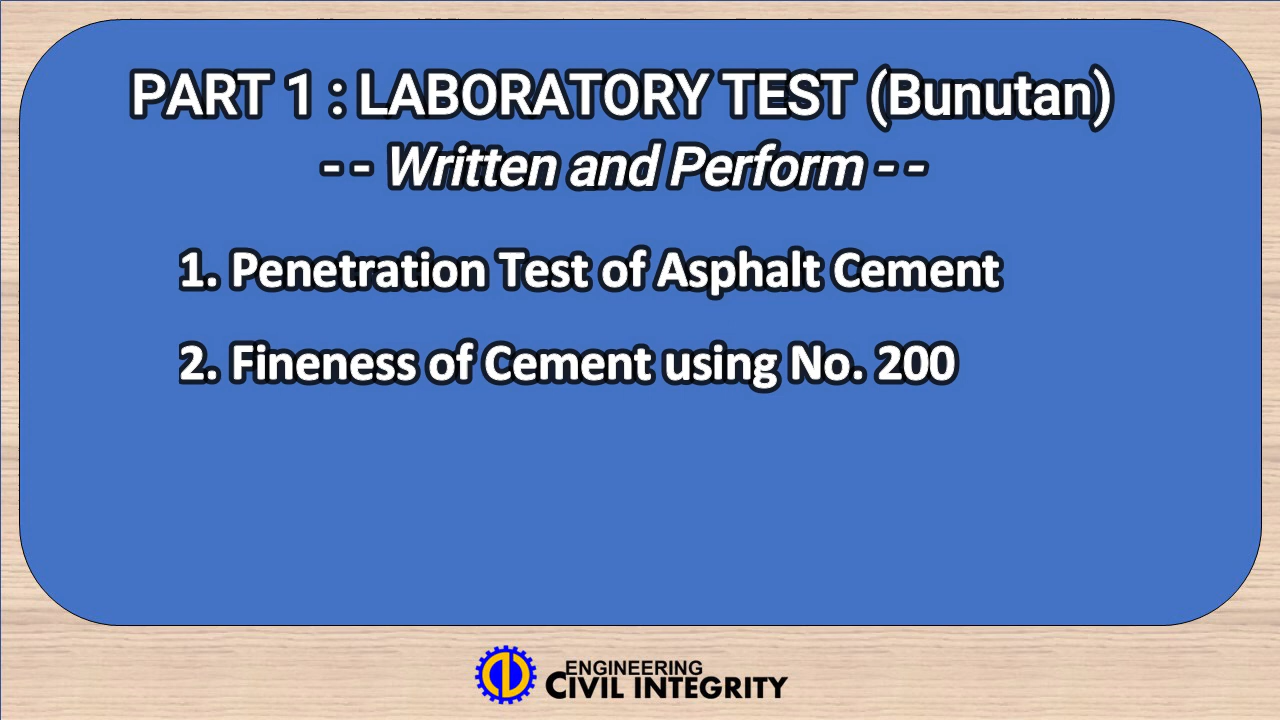 PART 1 : LABORATORY TEST (Bunutan)
- - Written and Perform - -
1. Penetration Test of Asphalt Cement
2. Fineness of Cement using No. 200
ENGINEERING
CIVIL INTEGRITY